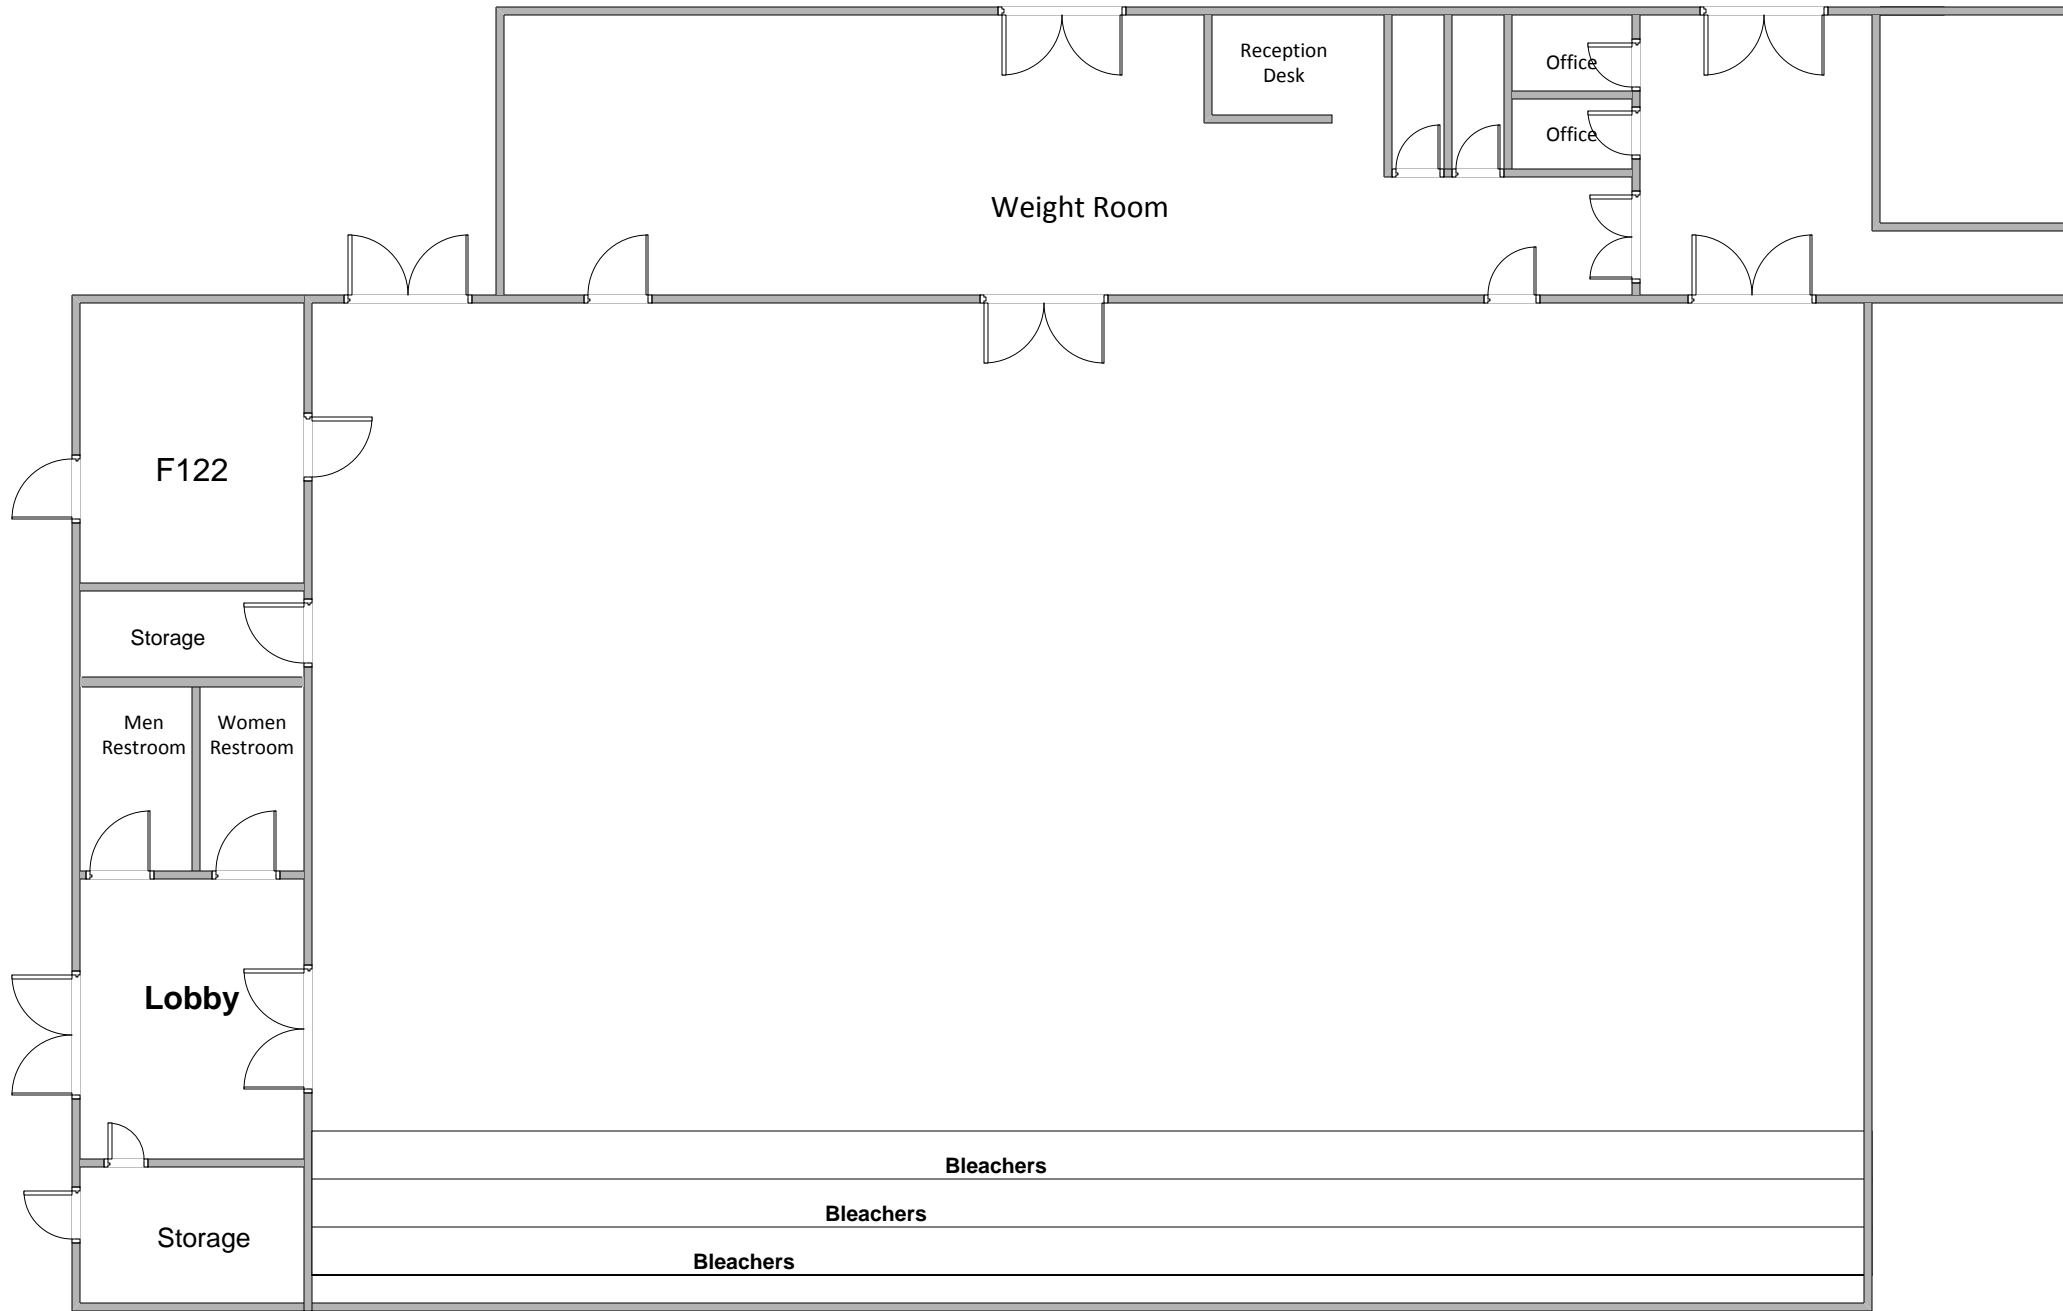 Reception
Desk
Office
Office
Weight Room
F122
Storage
Men
Restroom
Women
Restroom
Lobby
Bleachers
Bleachers
Storage
Bleachers